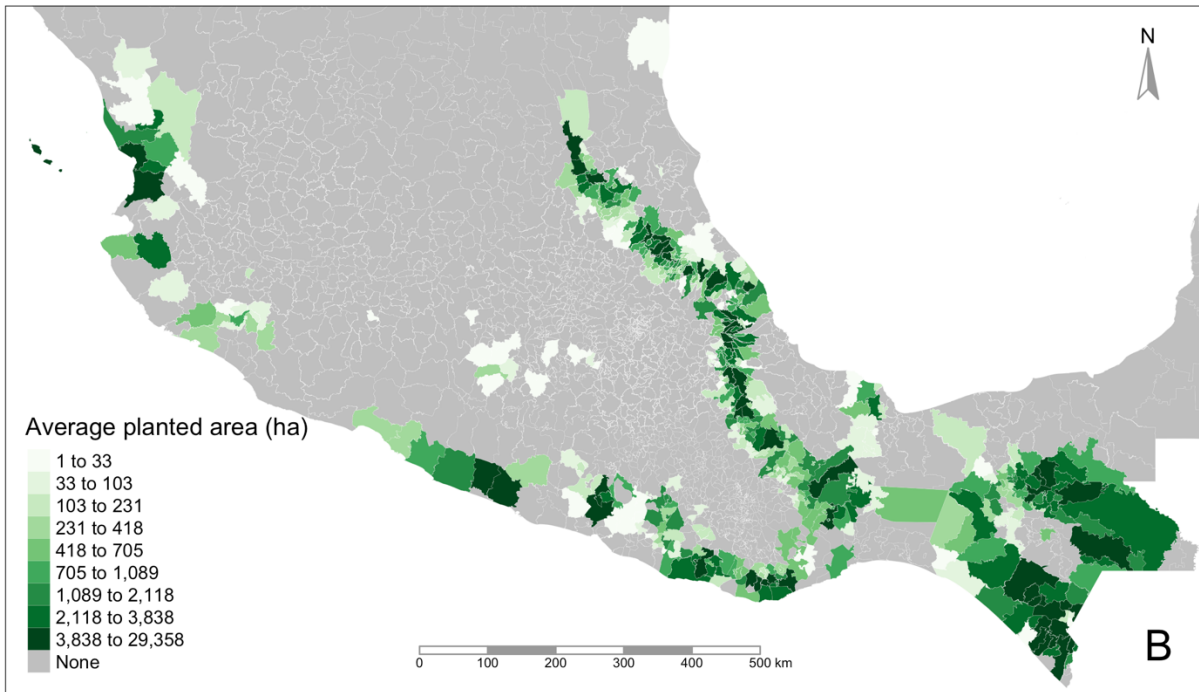 N
Average planted area (ha)
1 to 33
33 to 103
103 to 231
231 to 418
418 to 705
705 to 1,089
1,089 to 2,118
2,118 to 3,838
3,838 to 29,358
None
0 100 200 300 400 500 km
B